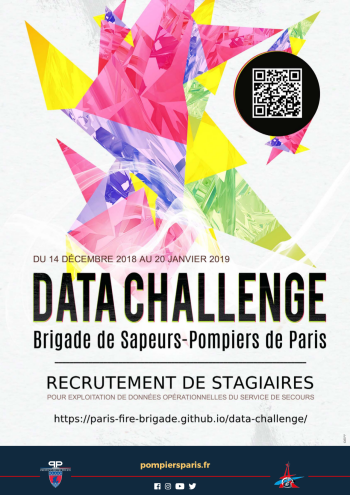 DU 14 DÉCEMBRE 2018 AU 20 JANVIER 2019
DATA CHALLENGE
Brigade de Sapeurs-Pompiers de Paris
RECRUTEMENT DE STAGIAIRES
POUR EXPLOITATION DE DONNÉES OPÉRATIONNELLES DU SERVICE DE SECOURS
https://paris-fire-brigade.github.io/data-challenge/
pompiersparis.fr